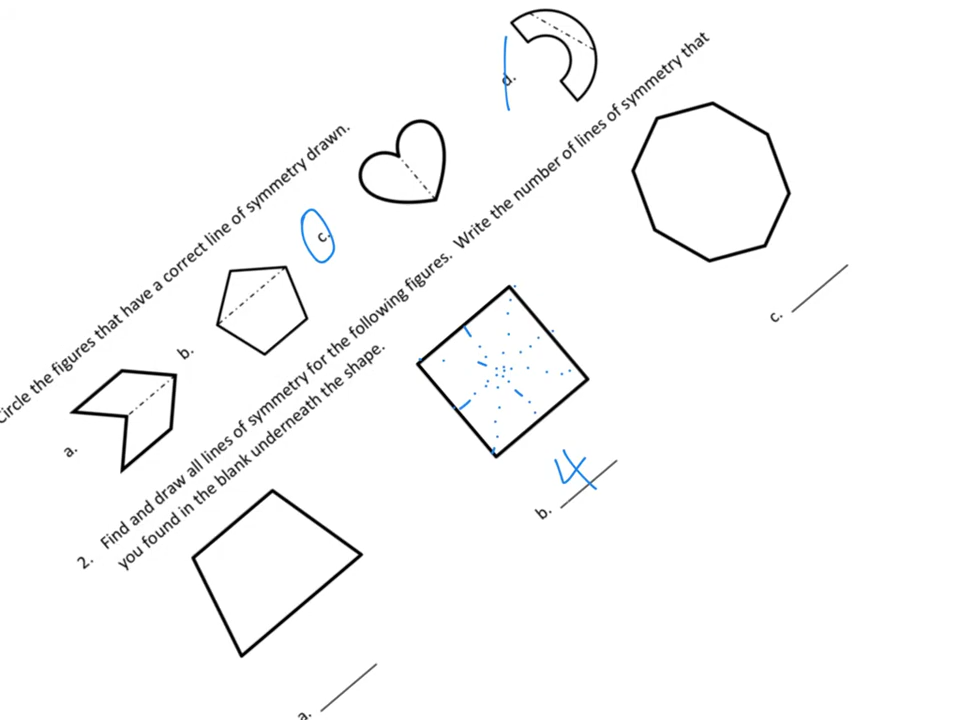 Circle the figures that have a correct line of symmetry drawn.
a.
b.
c.
d.
2. Find and draw all lines of symmetry for the following figures. Write the number of lines of symmetry that
you found in the blank underneath the shape.
a.
b. 4
c.